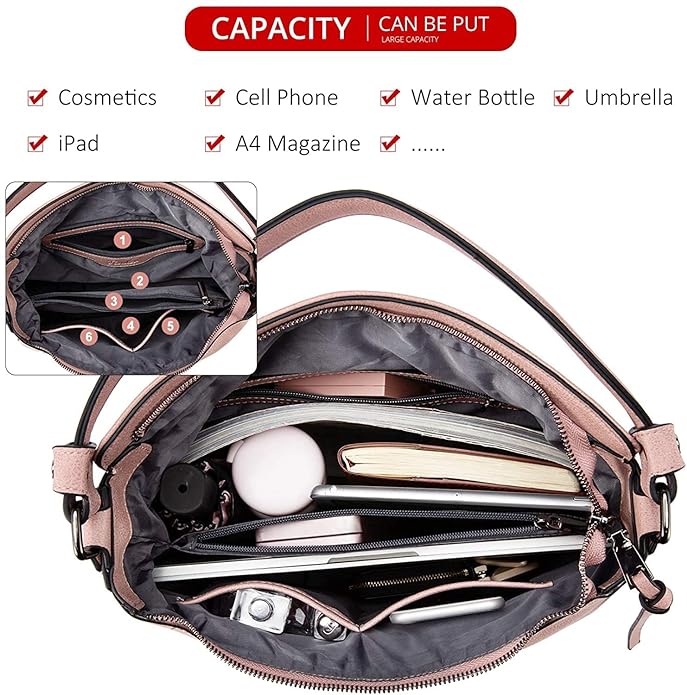 CAPACITY
CAN BE PUT
LARGE CAPACITY
Cosmetics
Cell Phone
Water Bottle
Umbrella
iPad
A4 Magazine
......
1
2
3
6 4 5